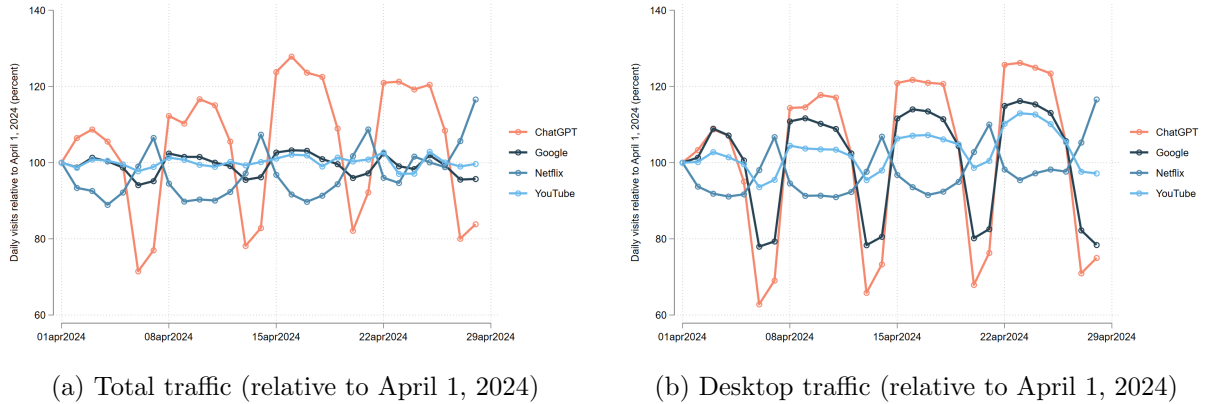 Daily visits relative to April 1, 2024 (percent)
140
120
100
80
60
01apr2024
08apr2024
15apr2024
22apr2024
29apr2024
ChatGPT
Google
Netflix
YouTube
(a) Total traffic (relative to April 1, 2024)
Daily visits relative to April 1, 2024 (percent)
140
120
100
80
60
01apr2024
08apr2024
15apr2024
22apr2024
29apr2024
ChatGPT
Google
Netflix
YouTube
(b) Desktop traffic (relative to April 1, 2024)